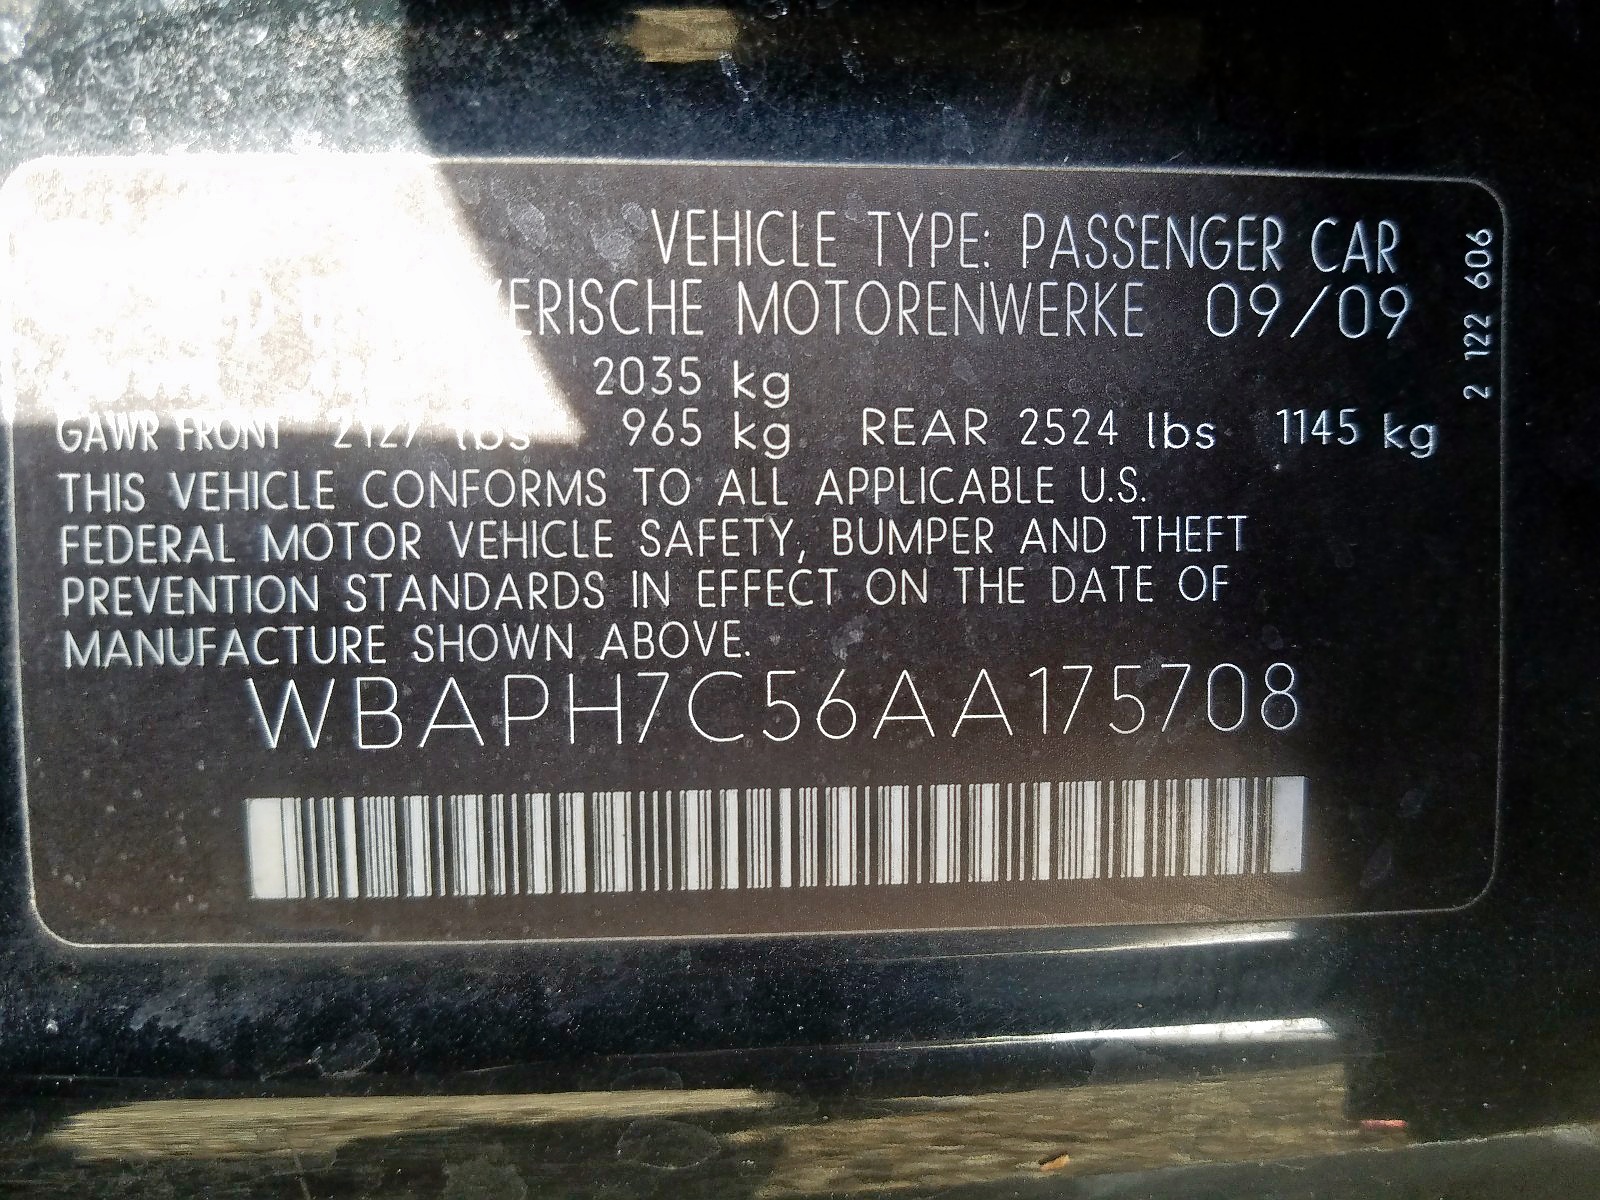 VEHICLE TYPE: PASSENGER CAR
MOTORENWERKE 09/09
2035 kg
GAWR FRONT 2127 lbs 965 kg REAR 2524 lbs 1145 kg
THIS VEHICLE CONFORMS TO ALL APPLICABLE U.S.
FEDERAL MOTOR VEHICLE SAFETY, BUMPER AND THEFT
PREVENTION STANDARDS IN EFFECT ON THE DATE OF
MANUFACTURE SHOWN ABOVE.
WBAPH7C56AA175708
2 122 606